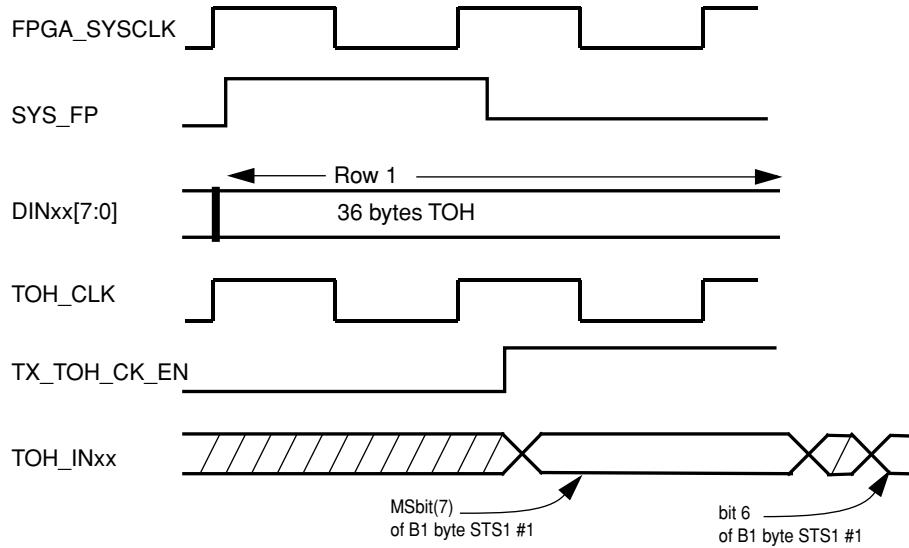 FPGA_SYSCLK
SYS_FP
Row 1
DINxx[7:0]
36 bytes TOH
TOH_CLK
TX_TOH_CK_EN
TOH_INxx
MSbit(7)
of B1 byte STS1 #1
bit 6
of B1 byte STS1 #1